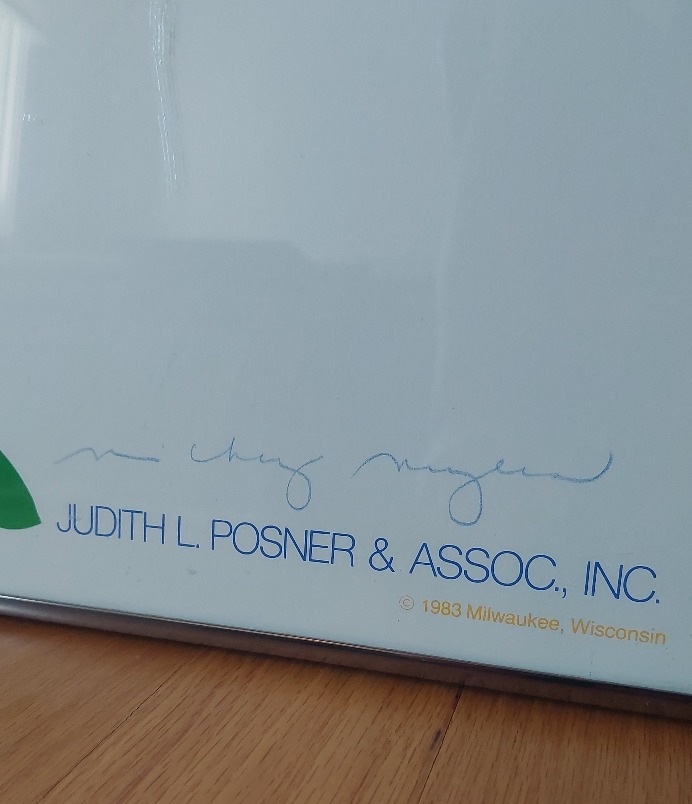 JUDITH L. POSNER & ASSOC., INC.
© 1983 Milwaukee, Wisconsin